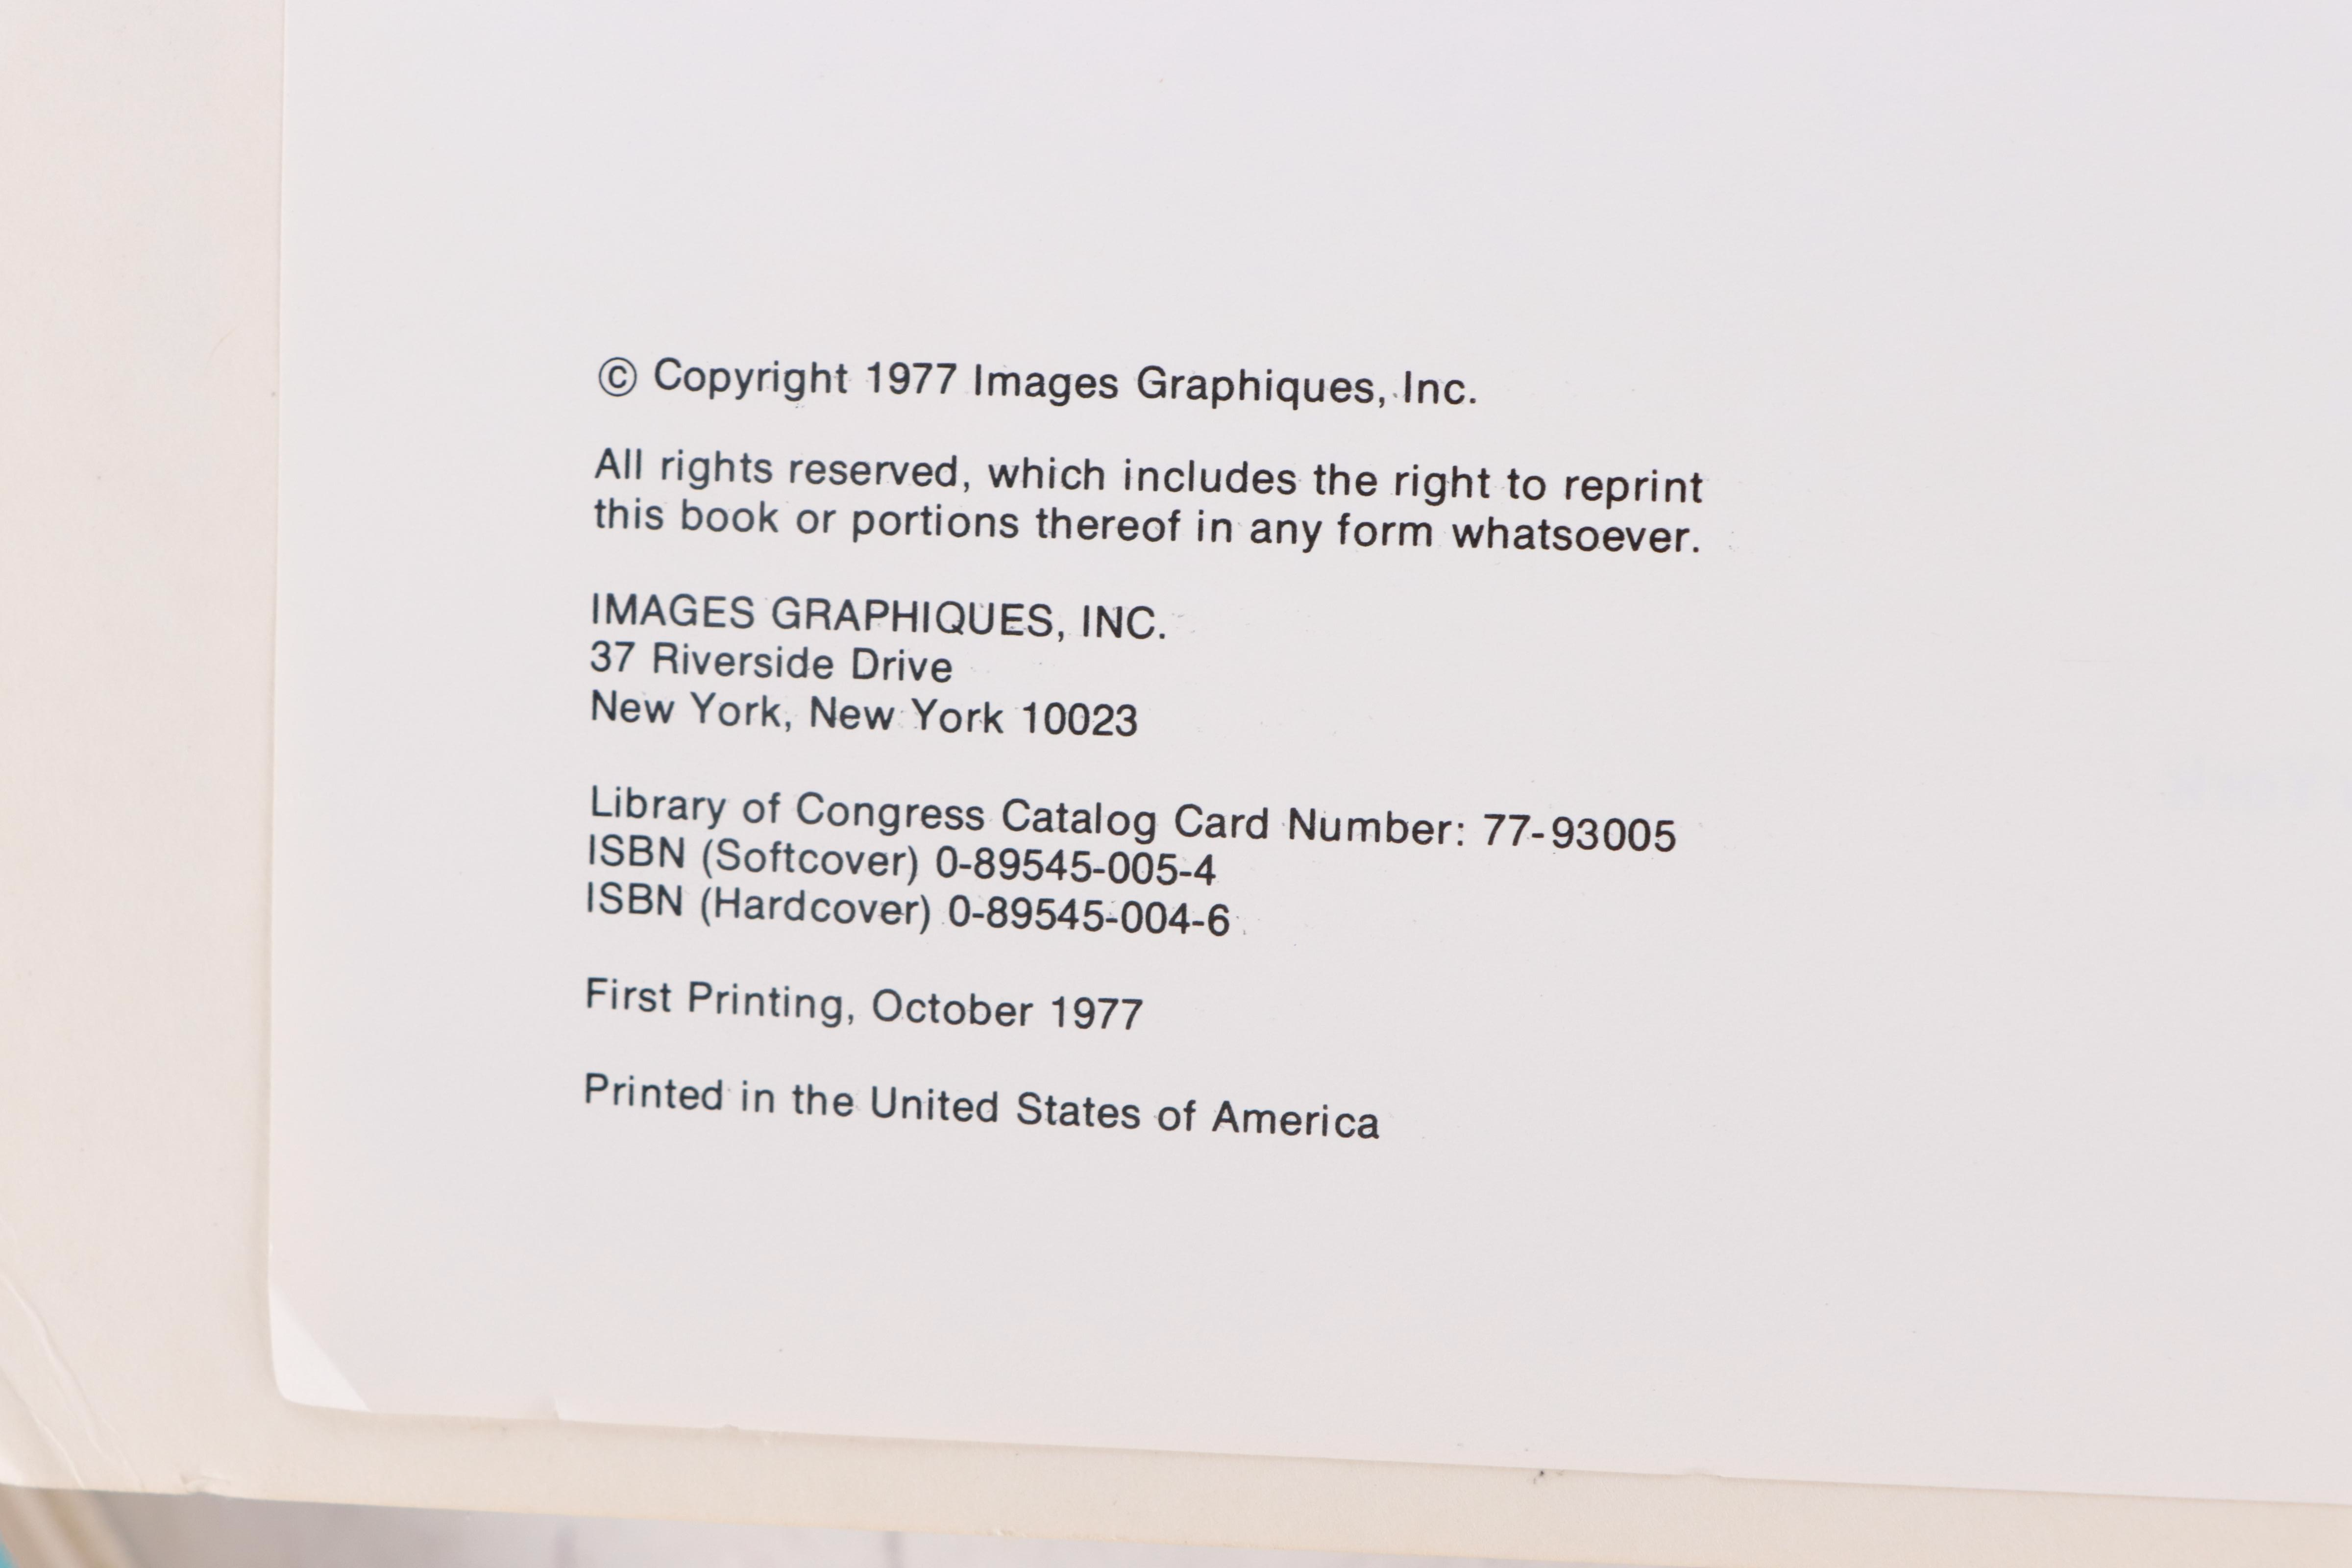 © Copyright 1977 Images Graphiques, Inc.
All rights reserved, which includes the right to reprint
this book or portions thereof in any form whatsoever.
IMAGES GRAPHIQUES, INC.
37 Riverside Drive
New York, New York 10023
Library of Congress Catalog Card Number: 77-93005
ISBN (Softcover) 0-89545-005-4
ISBN (Hardcover) 0-89545-004-6
First Printing, October 1977
Printed in the United States of America